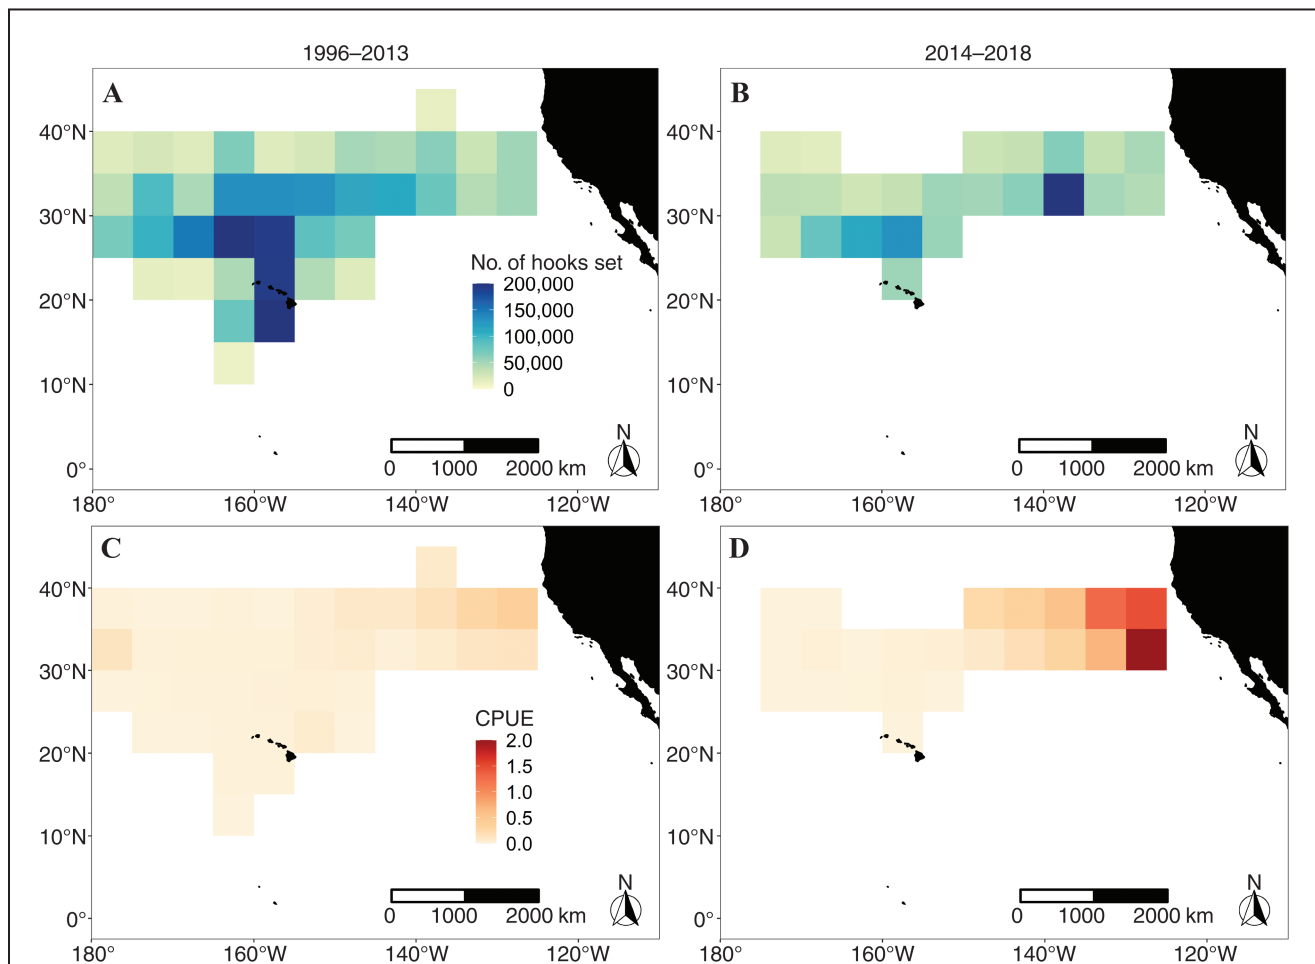 1996–2013
2014–2018
A
B
40°N
30°N
20°N
10°N
0°
No. of hooks set
200,000
150,000
100,000
50,000
0
N
0 1000 2000 km
180° 160°W 140°W 120°W
40°N
30°N
20°N
10°N
0°
N
0 1000 2000 km
180° 160°W 140°W 120°W
C
D
40°N
30°N
20°N
10°N
0°
CPUE
2.0
1.5
1.0
0.5
0.0
N
0 1000 2000 km
180° 160°W 140°W 120°W
40°N
30°N
20°N
10°N
0°
N
0 1000 2000 km
180° 160°W 140°W 120°W